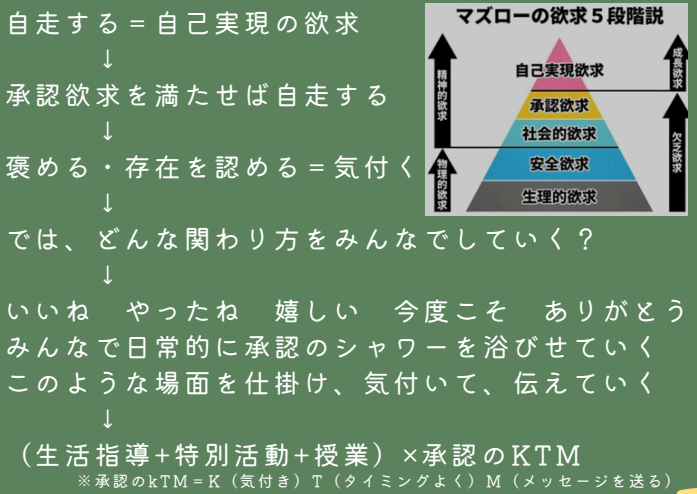 自走する＝自己実現の欲求
↓
承認欲求を満たせば自走する
↓
褒める・存在を認める＝気付く
↓
では、どんな関わり方をみんなでしていく？
↓
いいね　やったね　嬉しい　今度こそ　ありがとう
みんなで日常的に承認のシャワーを浴びせていく
このような場面を仕掛け、気付いて、伝えていく
↓
（生活指導+特別活動+授業）×承認のKTM
※承認のkTM＝K（気付き）T（タイミングよく）M（メッセージを送る）
マズローの欲求５段階説
精神的欲求
物理的欲求
自己実現欲求
承認欲求
社会的欲求
安全欲求
生理的欲求
成長欲求
欠乏欲求